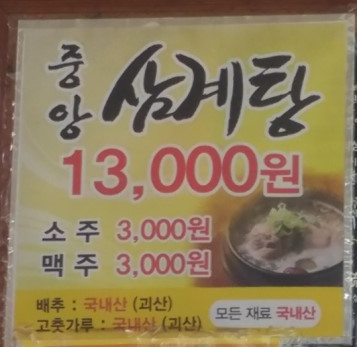 중앙 삼계탕
13,000원
소주 3,000원
맥주 3,000원
배추 : 국내산 (괴산)
고춧가루 : 국내산 (괴산)
모든 재료 국내산